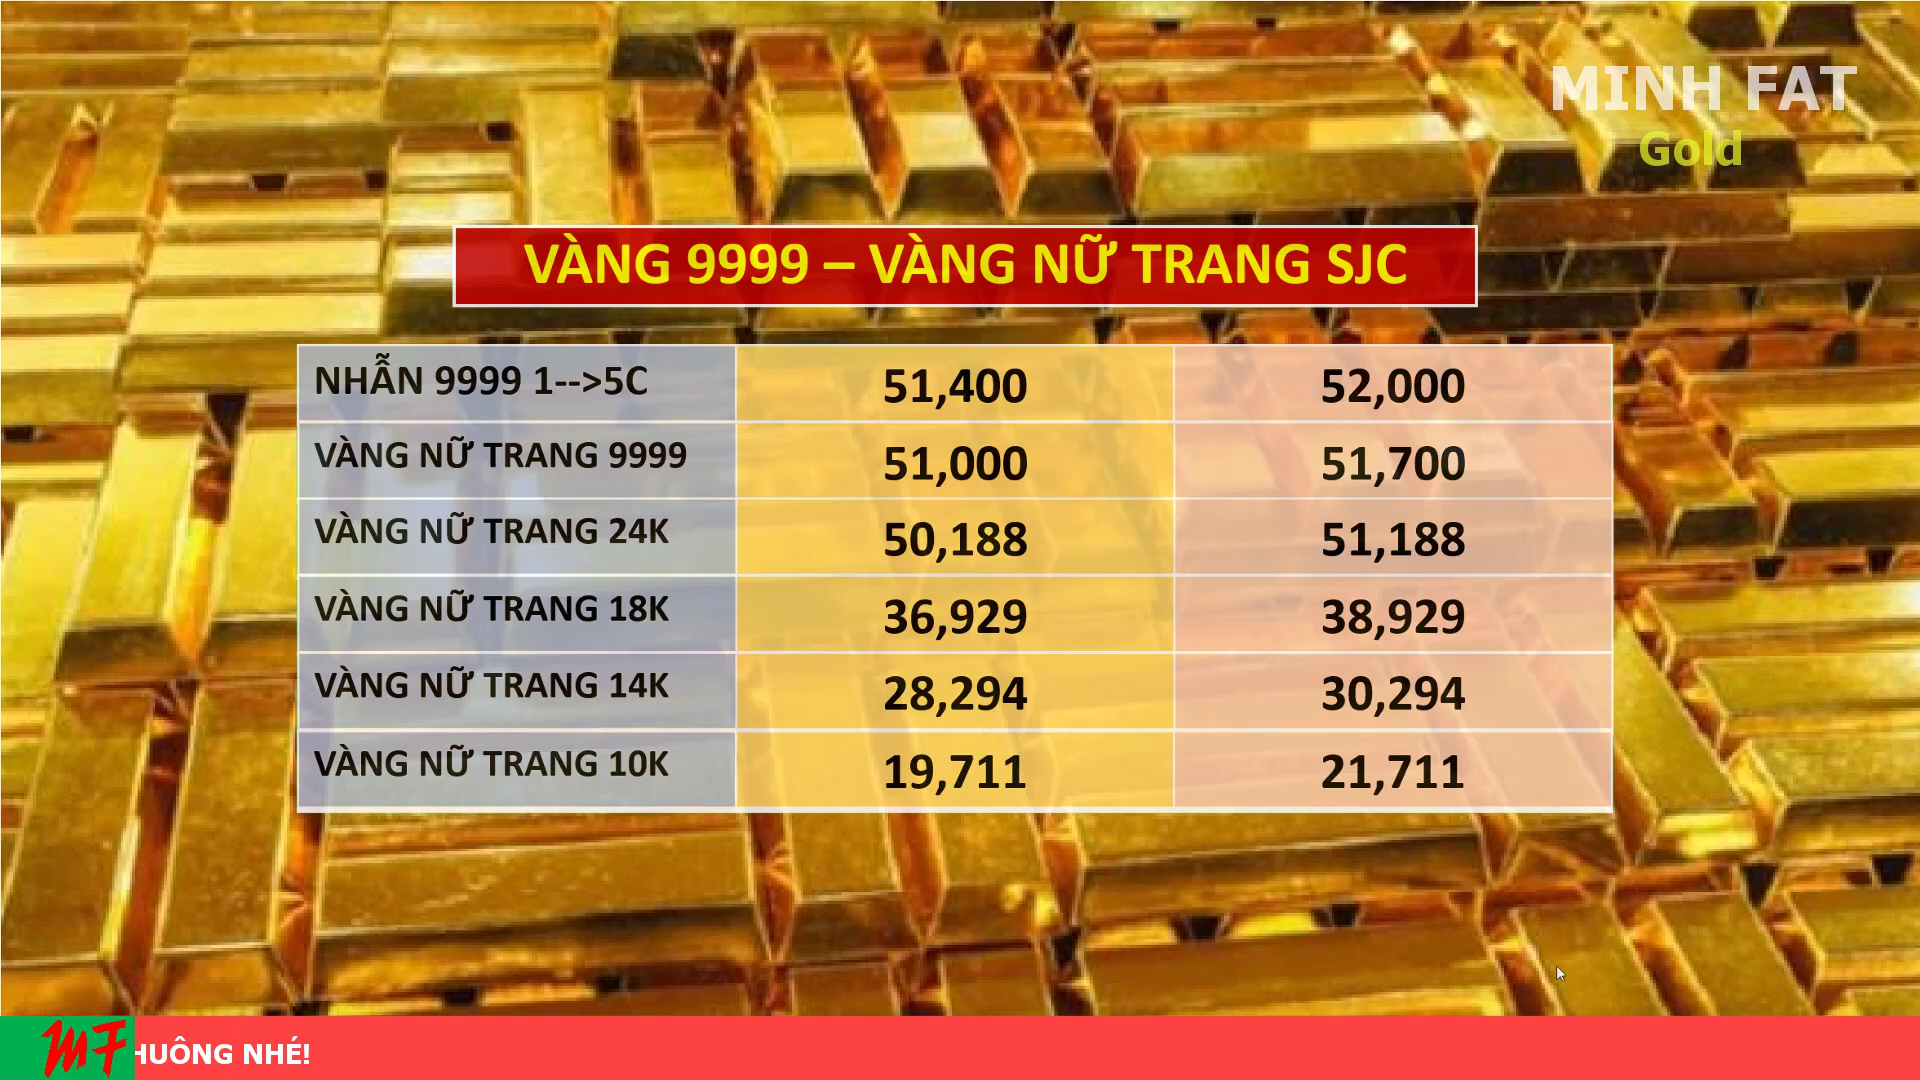 MINH FAT
Gold
VÀNG 9999 – VÀNG NỮ TRANG SJC
NHẪN 9999 1-->5C 51,400 52,000
VÀNG NỮ TRANG 9999 51,000 51,700
VÀNG NỮ TRANG 24K 50,188 51,188
VÀNG NỮ TRANG 18K 36,929 38,929
VÀNG NỮ TRANG 14K 28,294 30,294
VÀNG NỮ TRANG 10K 19,711 21,711
MF HUÔNG NHÉ!